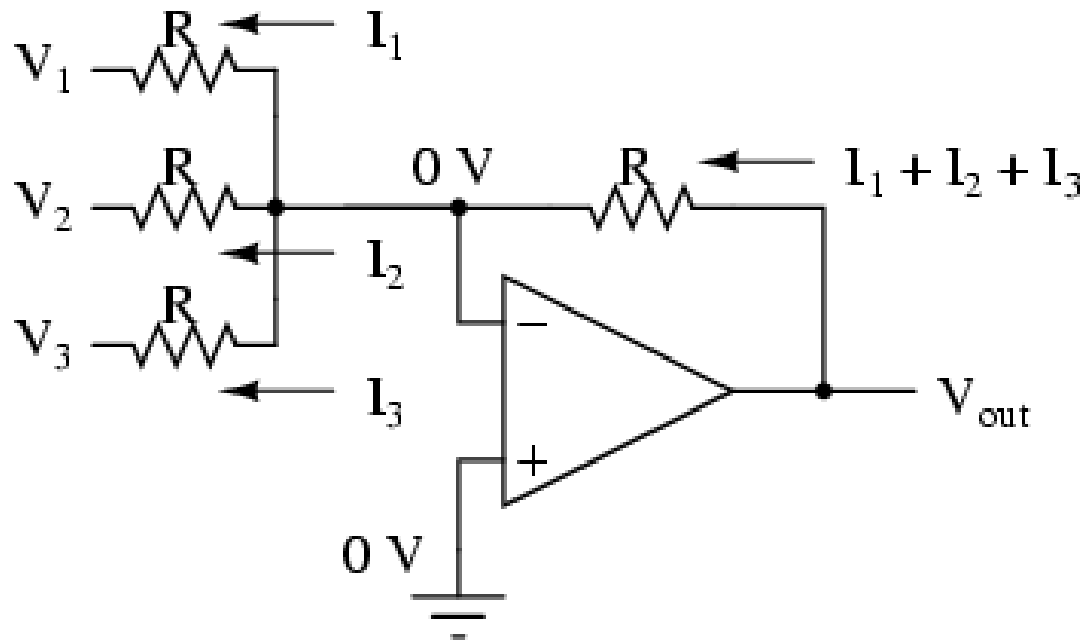 R I₁
V₁
R 0 V R I₁ + I₂ + I₃
V₂
I₂
R
V₃ −
I₃ Vout
+
0 V